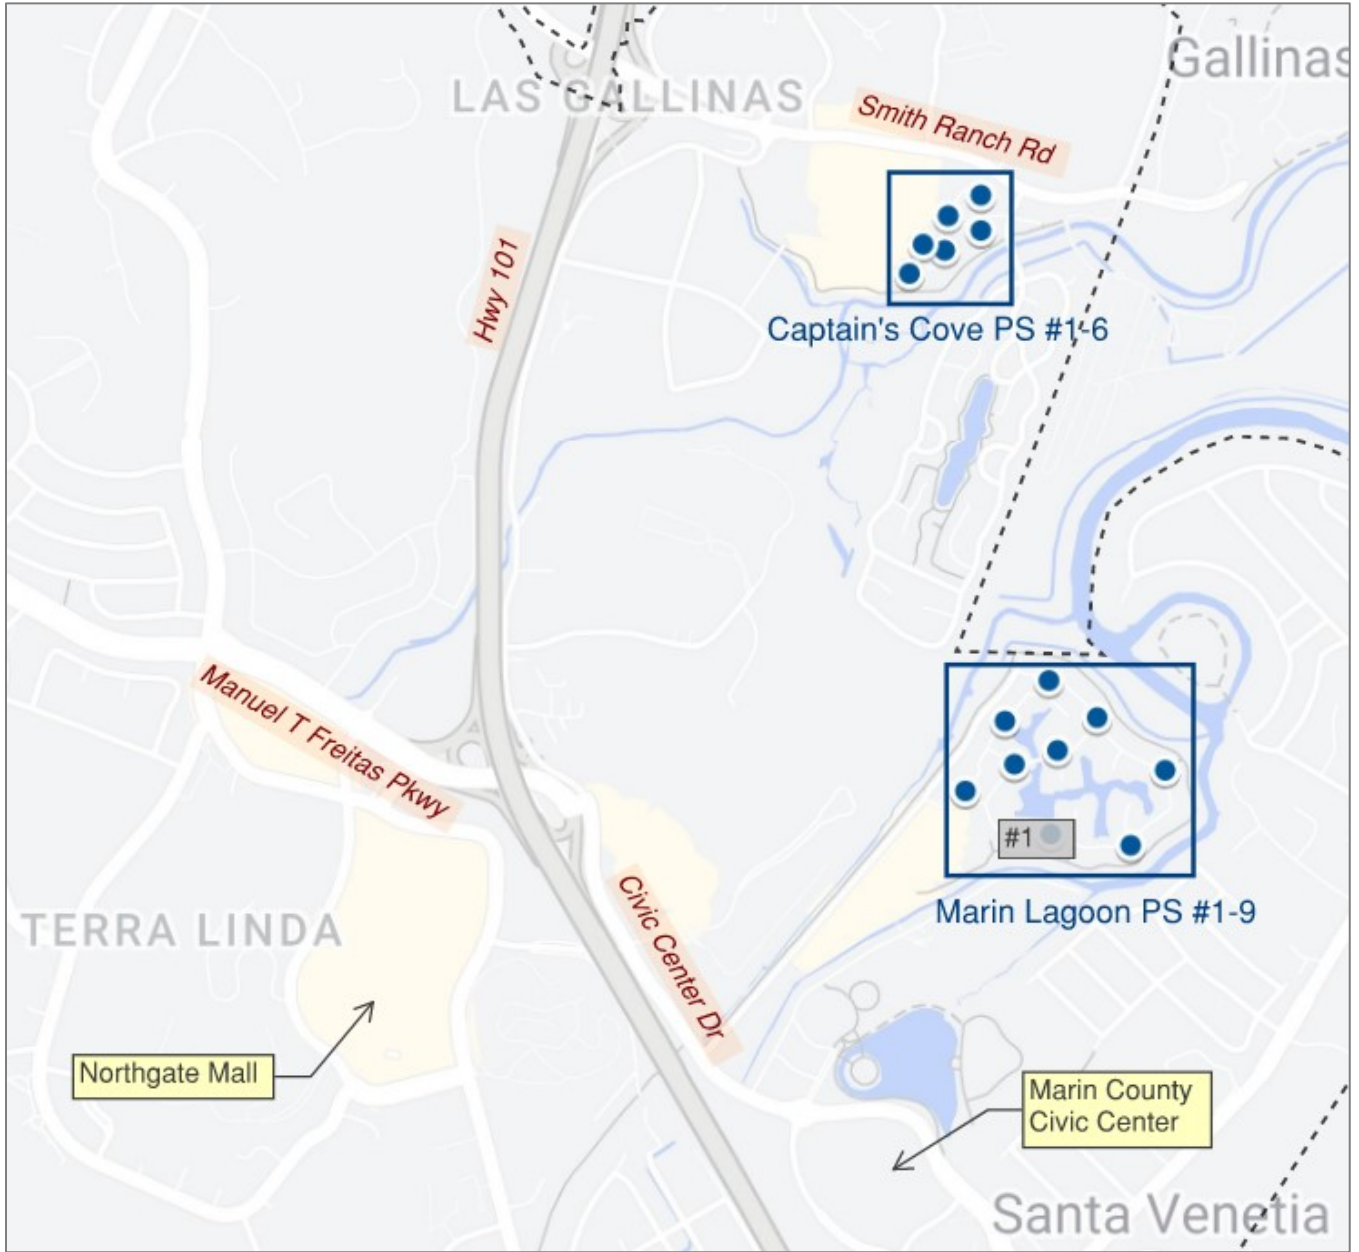 Gallinas
LAS GALLINAS
Smith Ranch Rd
Hwy 101
Captain's Cove PS #1-6
Manuel T Freitas Pkwy
#1
Civic Center Dr
Marin Lagoon PS #1-9
TERRA LINDA
Northgate Mall
Marin County
Civic Center
Santa Venetia